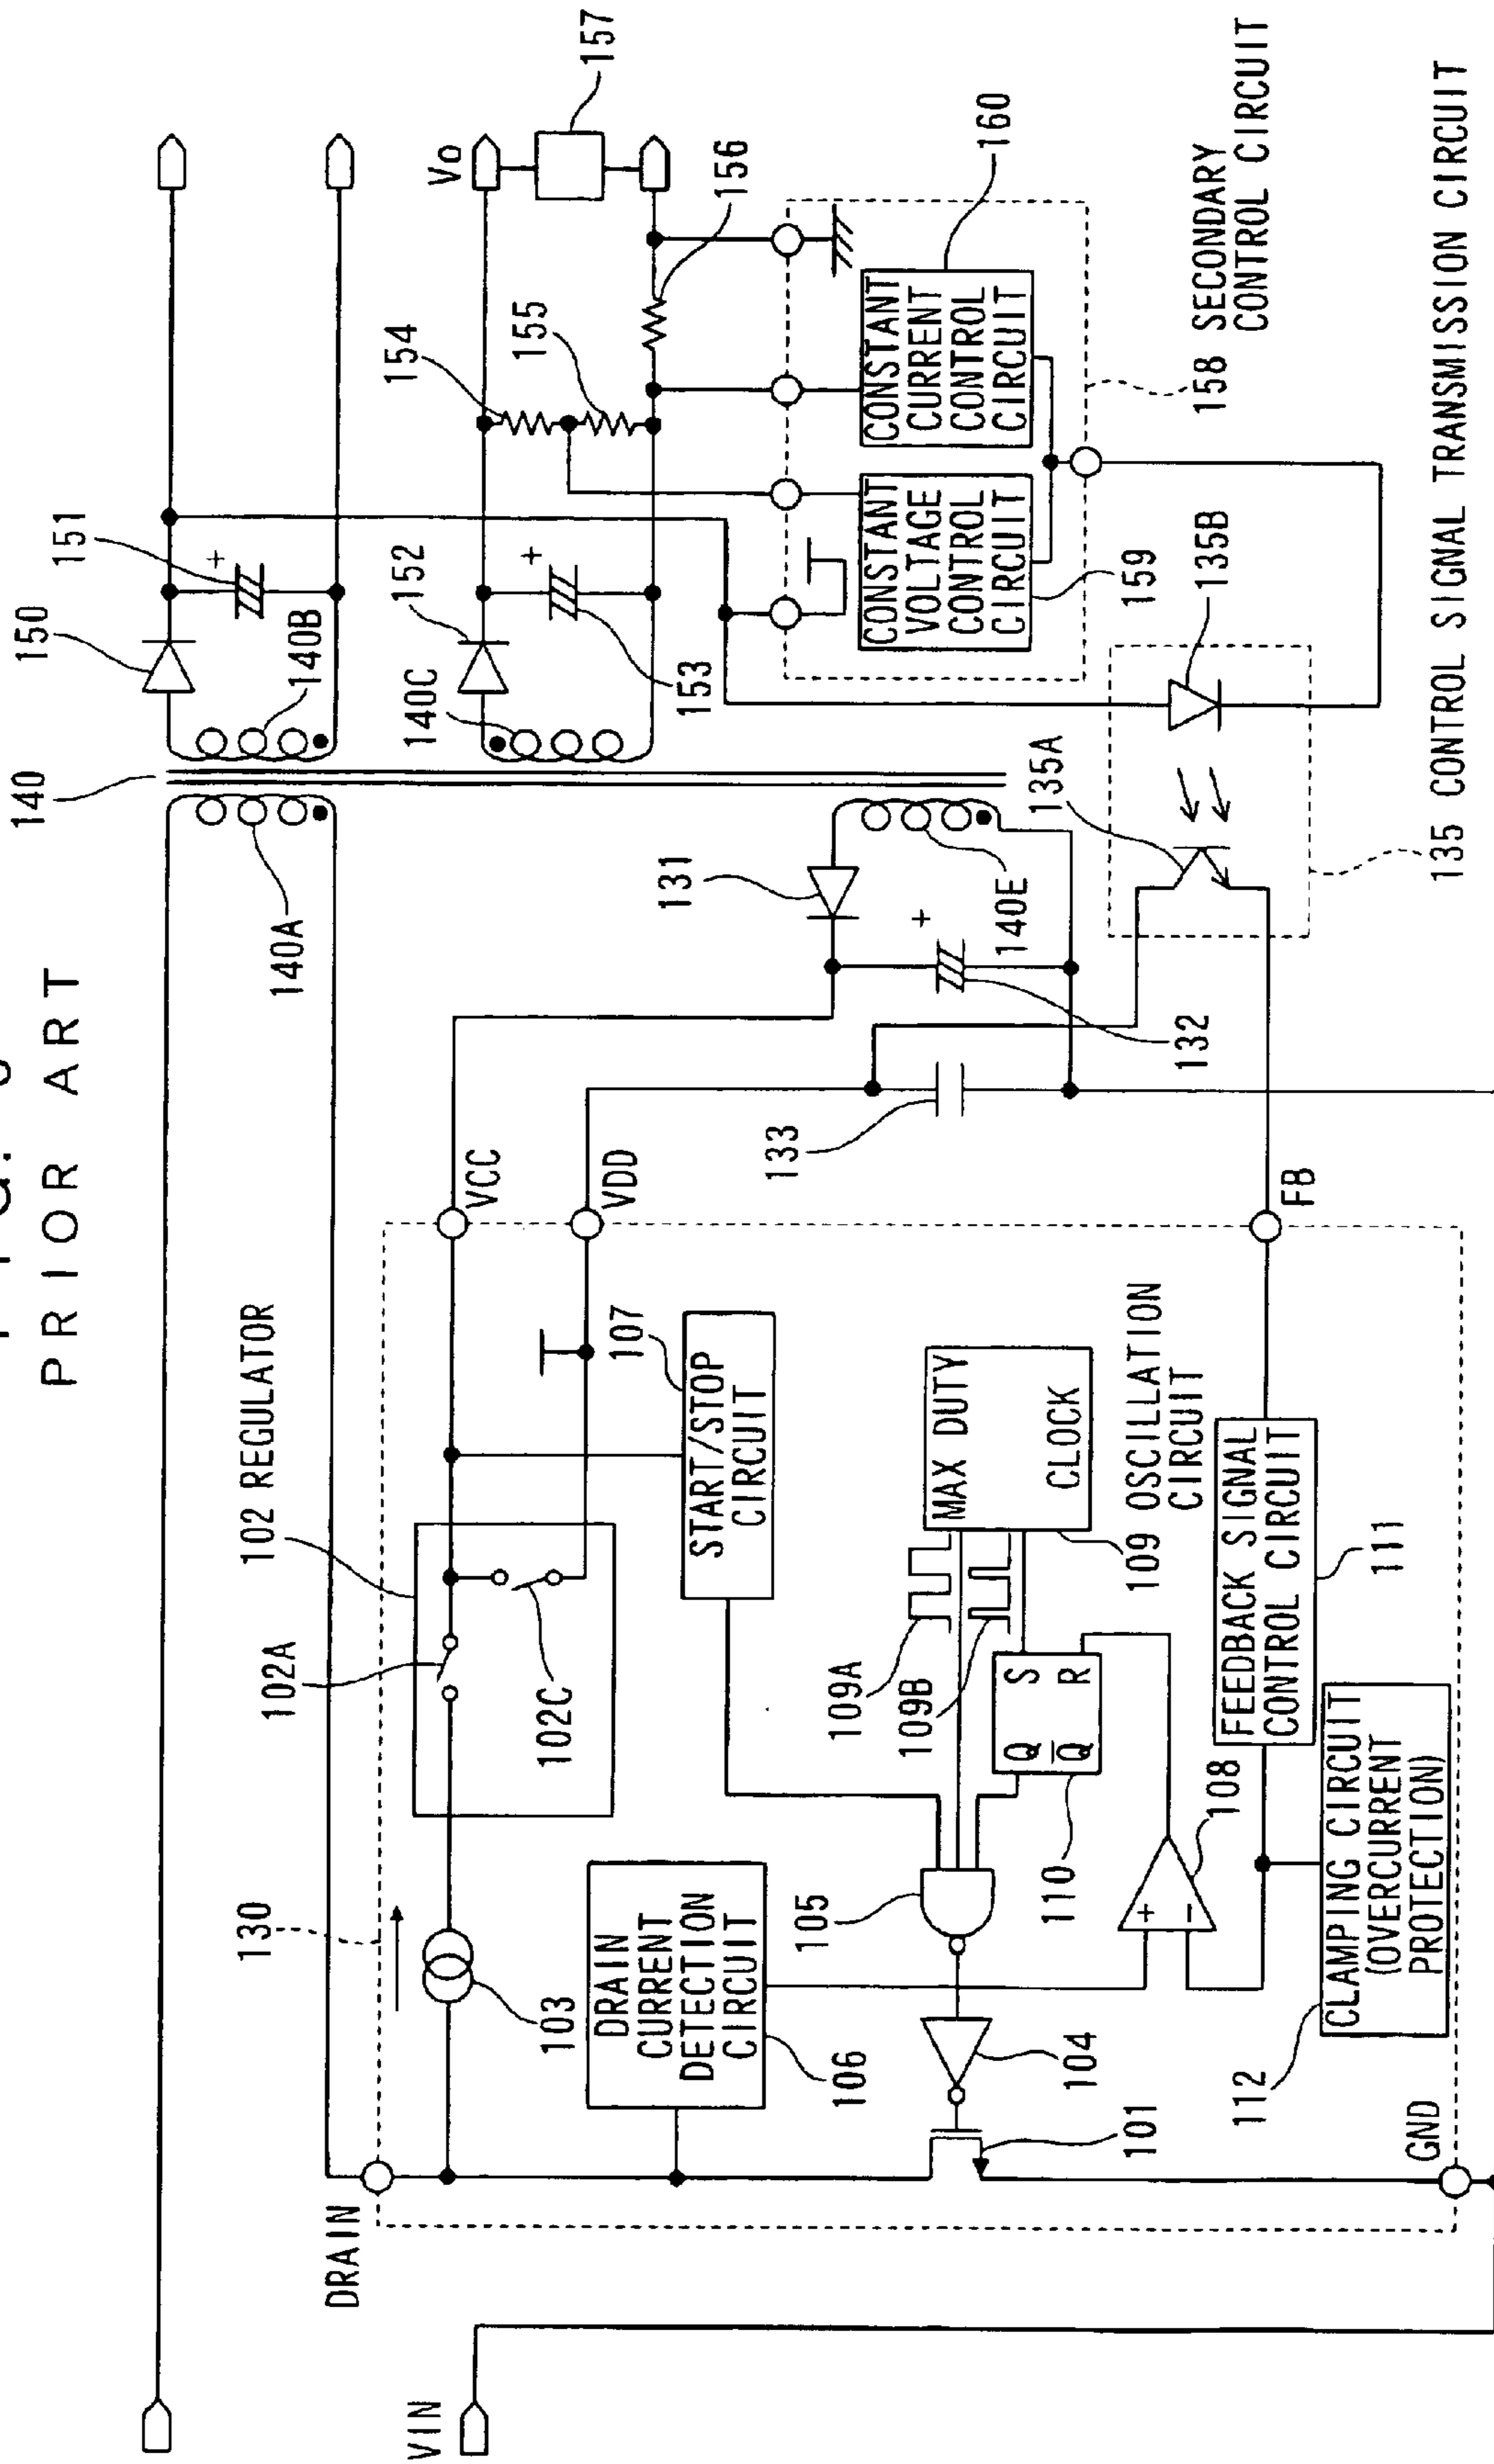 PRIOR ART
140
150
151
140B
140A
152
140C
153
154
155
Vo
157
156
160
CONSTANT
VOLTAGE
CONTROL
CIRCUIT
159
CONSTANT
CURRENT
CONTROL
CIRCUIT
158 SECONDARY
CONTROL CIRCUIT
135B
135A
135 CONTROL SIGNAL TRANSMISSION CIRCUIT
131
+
+
+
140E
132
133
VCC
VDD
FB
102 REGULATOR
102A
102C
107
START/STOP
CIRCUIT
130
103
DRAIN
CURRENT
DETECTION
CIRCUIT
106
MAX DUTY
CLOCK
109 OSCILLATION
CIRCUIT
109A
109B
S
R
Q
Q̅
110
105
104
101
108
+
−
FEEDBACK SIGNAL
CONTROL CIRCUIT
111
CLAMPING CIRCUIT
(OVERCURRENT
PROTECTION)
112
DRAIN
GND
VIN